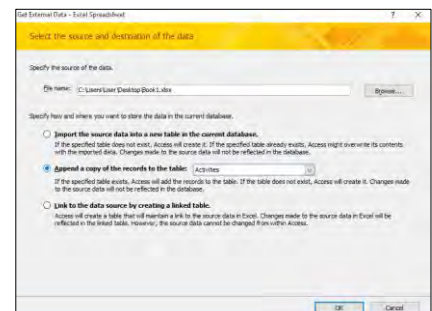 Get External Data - Excel Spreadsheet
? X
Select the source and destination of the data
Specify the source of the data.
File name: C:\Users\User\Desktop\Book1.xlsx Browse...
Specify how and where you want to store the data in the current database.
Import the source data into a new table in the current database.
If the specified table does not exist, Access will create it. If the specified table already exists, Access might overwrite its contents
with the imported data. Changes made to the source data will not be reflected in the database.
Append a copy of the records to the table: Activities
If the specified table exists, Access will add the records to the table. If the table does not exist, Access will create it. Changes made
to the source data will not be reflected in the database.
Link to the data source by creating a linked table.
Access will create a table that will maintain a link to the source data in Excel. Changes made to the source data in Excel will be
reflected in the linked table. However, the source data cannot be changed from within Access.
OK Cancel